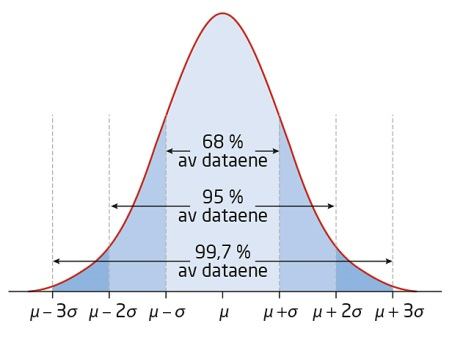 68 %
av dataene
95 %
av dataene
99,7 %
av dataene
μ – 3σ μ – 2σ μ – σ μ μ+σ μ + 2σ μ + 3σ